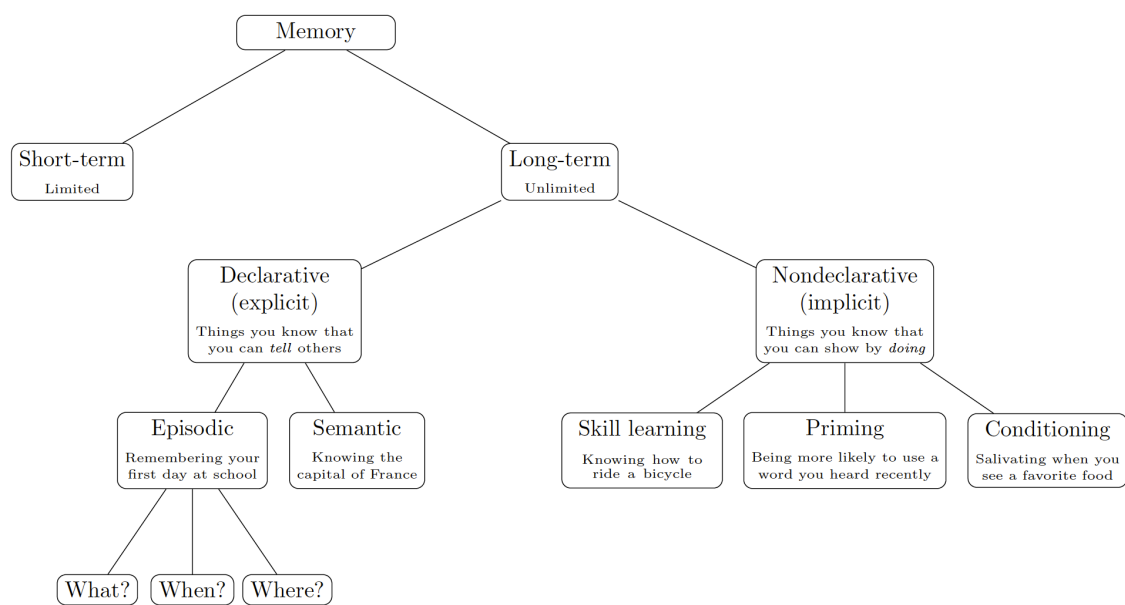 Memory
Short-term
Limited
Long-term
Unlimited
Declarative
(explicit)
Things you know that
you can tell others
Nondeclarative
(implicit)
Things you know that
you can show by doing
Episodic
Remembering your
first day at school
Semantic
Knowing the
capital of France
Skill learning
Knowing how to
ride a bicycle
Priming
Being more likely to use a
word you heard recently
Conditioning
Salivating when you
see a favorite food
What?
When?
Where?